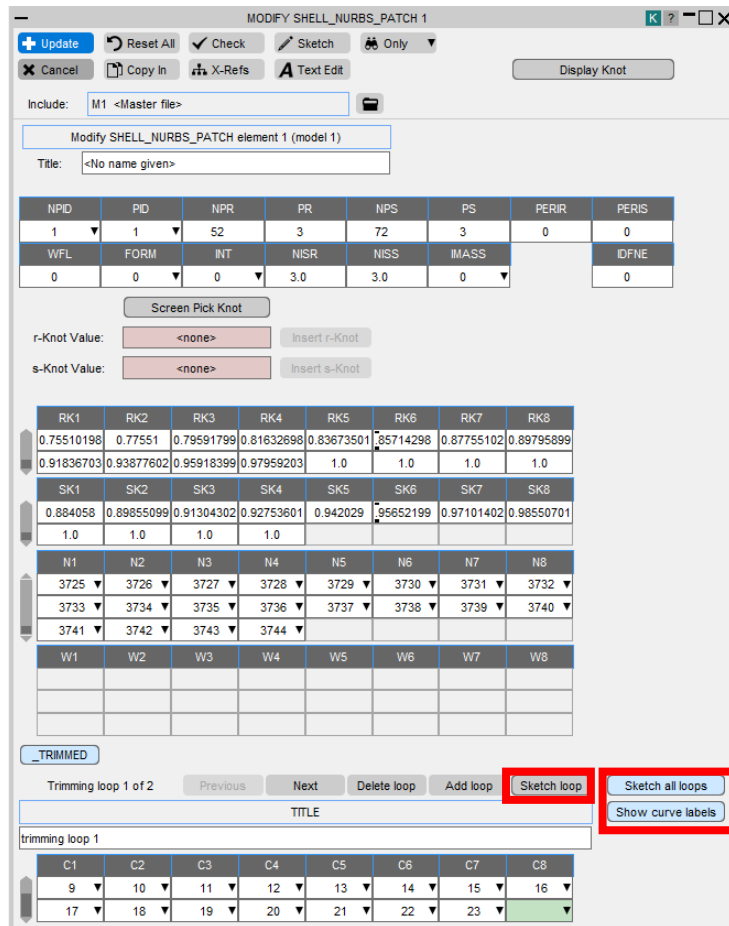 MODIFY SHELL_NURBS_PATCH 1 K ?
Update Reset All Check Sketch Only ▼
Cancel Copy In X-Refs Text Edit Display Knot
Include: M1 <Master file>
Modify SHELL_NURBS_PATCH element 1 (model 1)
Title: <No name given>
NPID PID NPR PR NPS PS PERIR PERIS
1 ▼ 1 ▼ 52 3 72 3 0 0
WFL FORM INT NISR NISS IMASS IDFNE
0 0 ▼ 0 ▼ 3.0 3.0 0 ▼ 0
Screen Pick Knot
r-Knot Value: <none> Insert r-Knot
s-Knot Value: <none> Insert s-Knot
RK1 RK2 RK3 RK4 RK5 RK6 RK7 RK8
0.75510198 0.77551 0.79591799 0.81632698 0.83673501 .85714298 0.87755102 0.89795899
0.91836703 0.93877602 0.95918399 0.97959203 1.0 1.0 1.0 1.0
SK1 SK2 SK3 SK4 SK5 SK6 SK7 SK8
0.884058 0.89855099 0.91304302 0.92753601 0.942029 .95652199 0.97101402 0.98550701
1.0 1.0 1.0 1.0
N1 N2 N3 N4 N5 N6 N7 N8
3725 ▼ 3726 ▼ 3727 ▼ 3728 ▼ 3729 ▼ 3730 ▼ 3731 ▼ 3732 ▼
3733 ▼ 3734 ▼ 3735 ▼ 3736 ▼ 3737 ▼ 3738 ▼ 3739 ▼ 3740 ▼
3741 ▼ 3742 ▼ 3743 ▼ 3744 ▼
W1 W2 W3 W4 W5 W6 W7 W8
_TRIMMED
Trimming loop 1 of 2 Previous Next Delete loop Add loop Sketch loop Sketch all loops
TITLE Show curve labels
trimming loop 1
C1 C2 C3 C4 C5 C6 C7 C8
9 ▼ 10 ▼ 11 ▼ 12 ▼ 13 ▼ 14 ▼ 15 ▼ 16 ▼
17 ▼ 18 ▼ 19 ▼ 20 ▼ 21 ▼ 22 ▼ 23 ▼ ▼